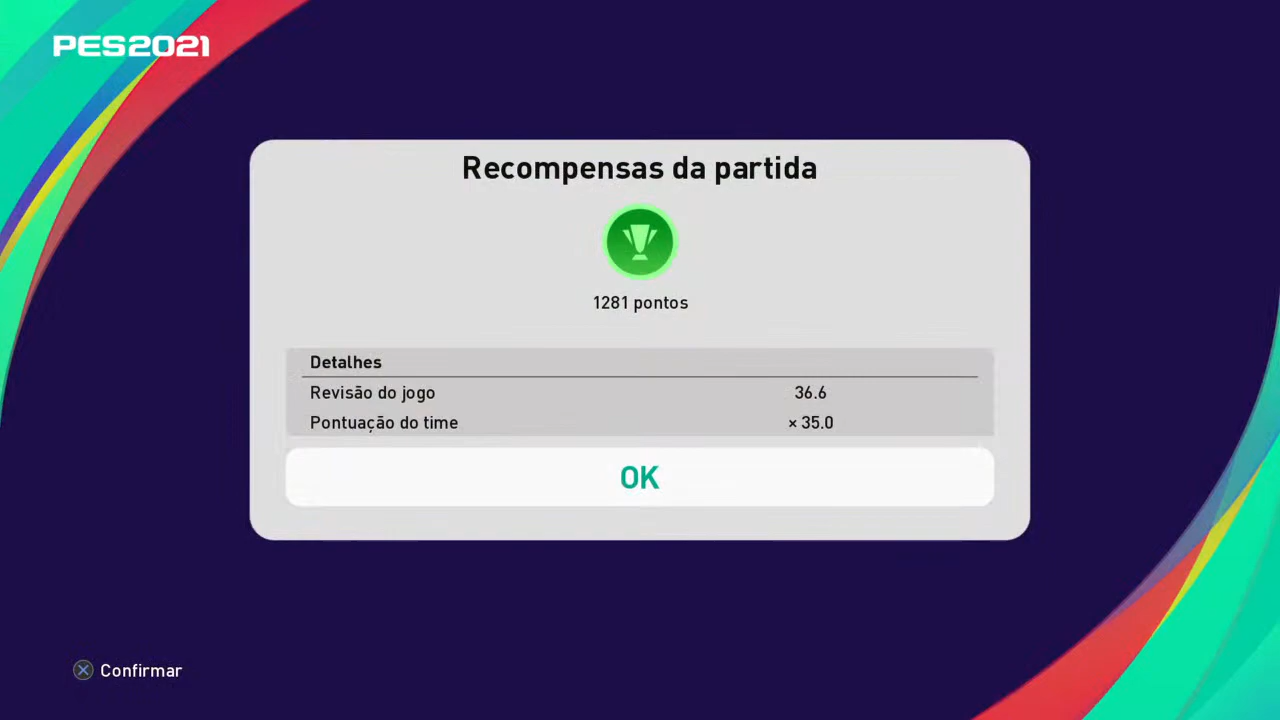 PES2021
Recompensas da partida
1281 pontos
Detalhes
Revisão do jogo 36.6
Pontuação do time × 35.0
OK
Confirmar